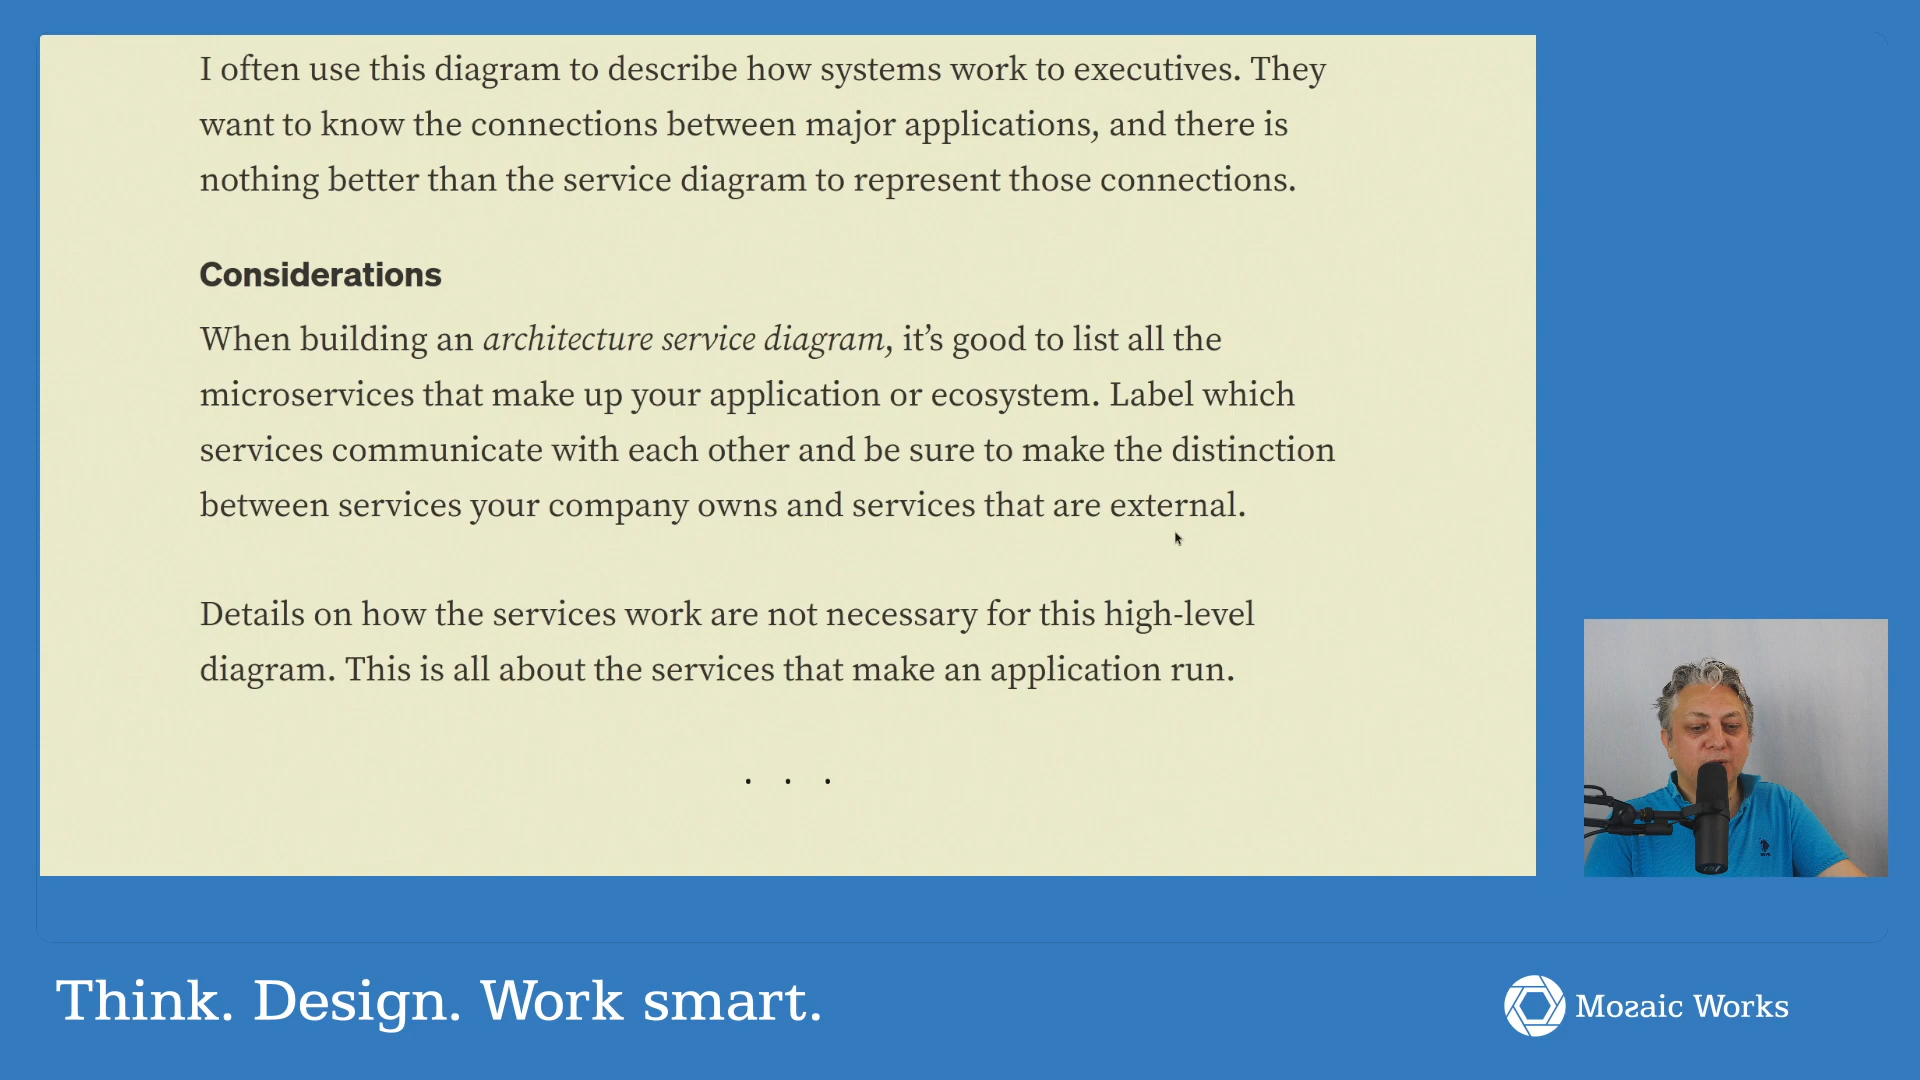 I often use this diagram to describe how systems work to executives. They
want to know the connections between major applications, and there is
nothing better than the service diagram to represent those connections.
Considerations
When building an architecture service diagram, it’s good to list all the
microservices that make up your application or ecosystem. Label which
services communicate with each other and be sure to make the distinction
between services your company owns and services that are external.
Details on how the services work are not necessary for this high-level
diagram. This is all about the services that make an application run.
. . .
Think. Design. Work smart.
Mozaic Works